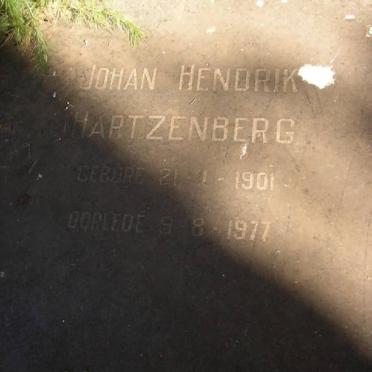 JOHAN HENDRIK
HARTZENBERG
GEBORE 21-1-1901
OORLEDE 9-8-1977